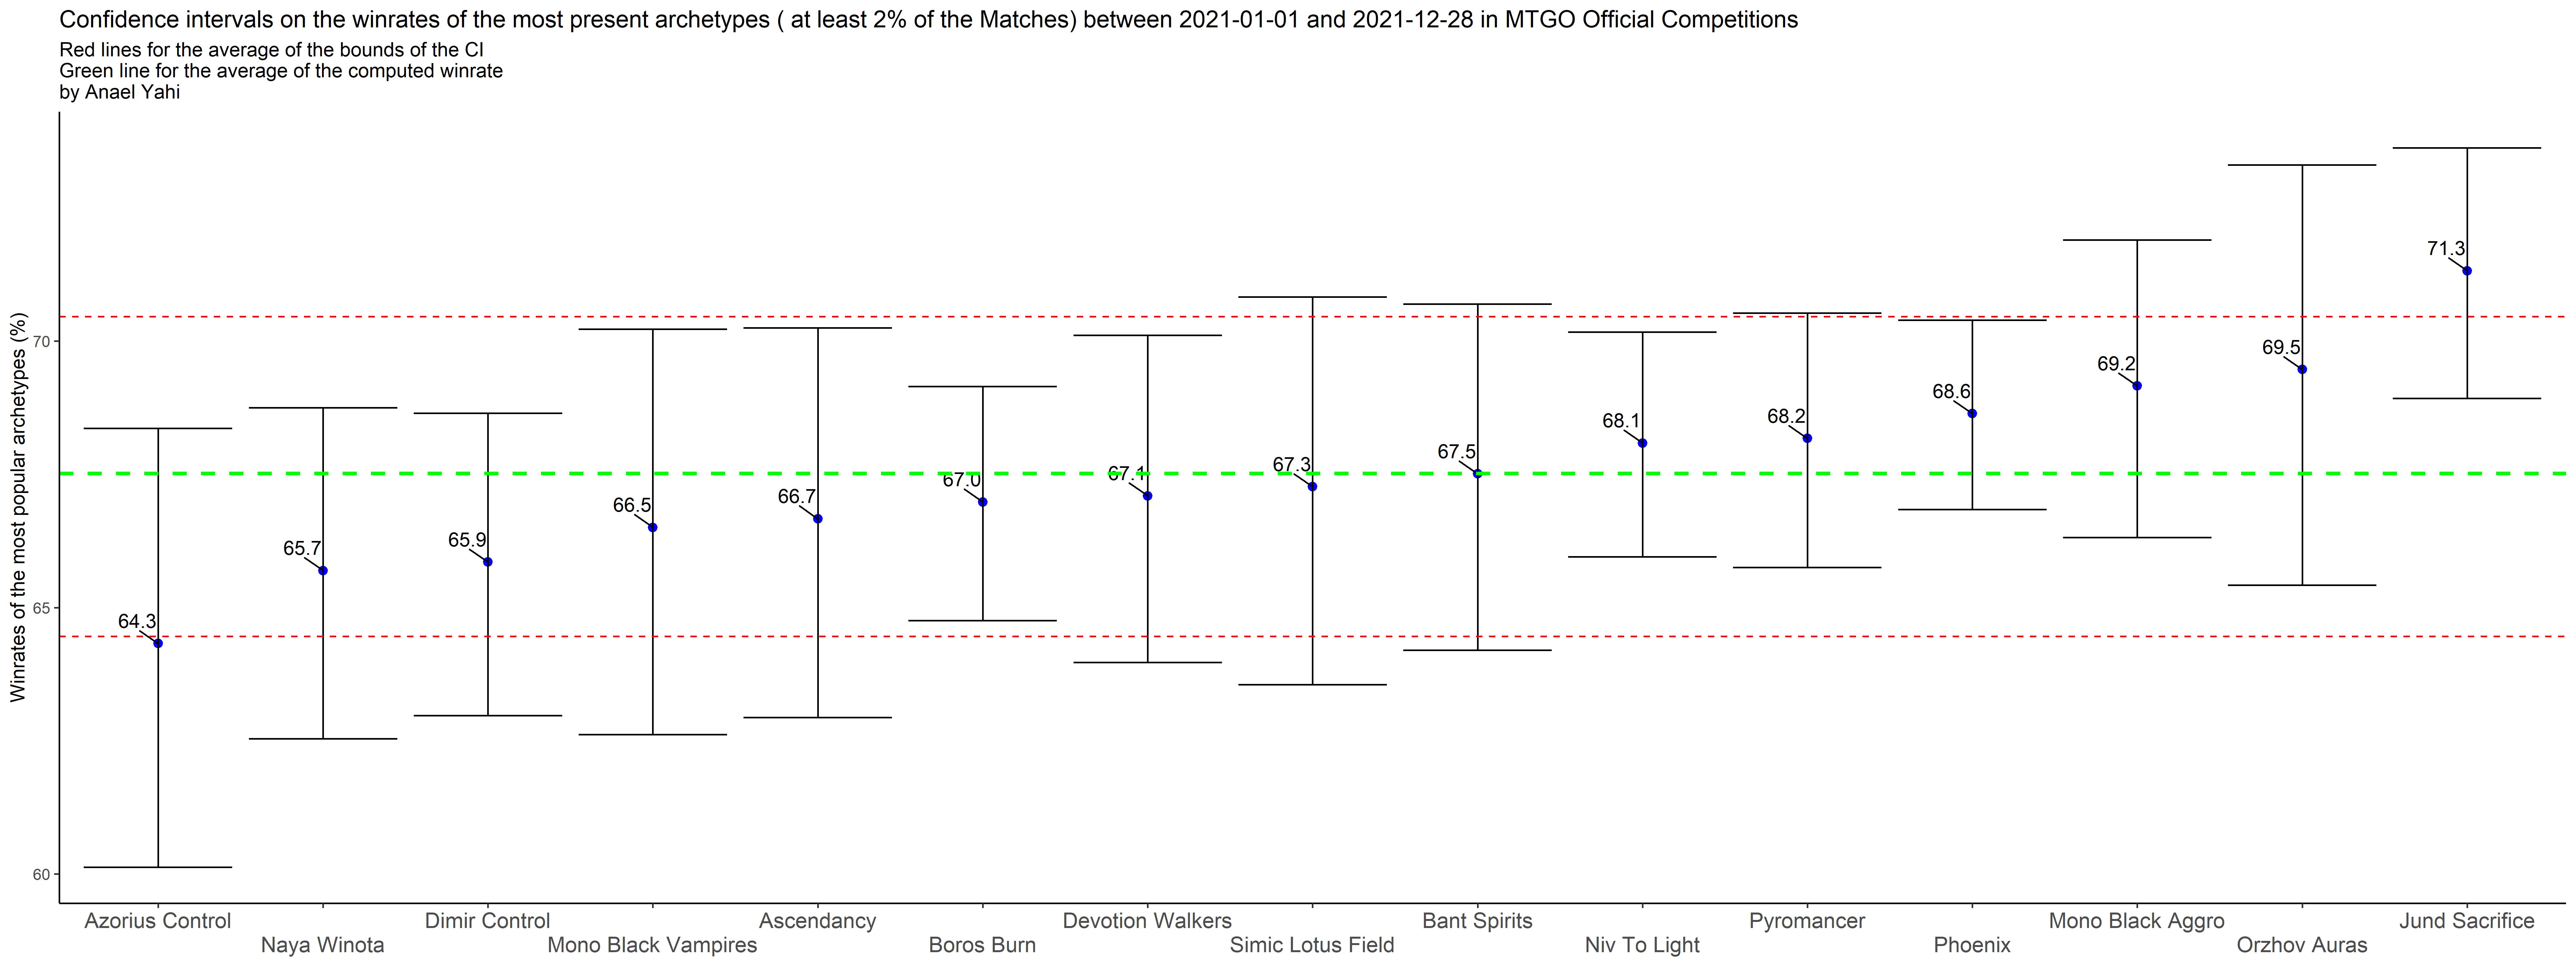 Confidence intervals on the winrates of the most present archetypes ( at least 2% of the Matches) between 2021-01-01 and 2021-12-28 in MTGO Official Competitions
Red lines for the average of the bounds of the CI
Green line for the average of the computed winrate
by Anael Yahi
Winrates of the most popular archetypes (%)
70
65
60
64.3
65.7
65.9
66.5
66.7
67.0
67.1
67.3
67.5
68.1
68.2
68.6
69.2
69.5
71.3
Azorius Control
Naya Winota
Dimir Control
Mono Black Vampires
Ascendancy
Boros Burn
Devotion Walkers
Simic Lotus Field
Bant Spirits
Niv To Light
Pyromancer
Phoenix
Mono Black Aggro
Orzhov Auras
Jund Sacrifice